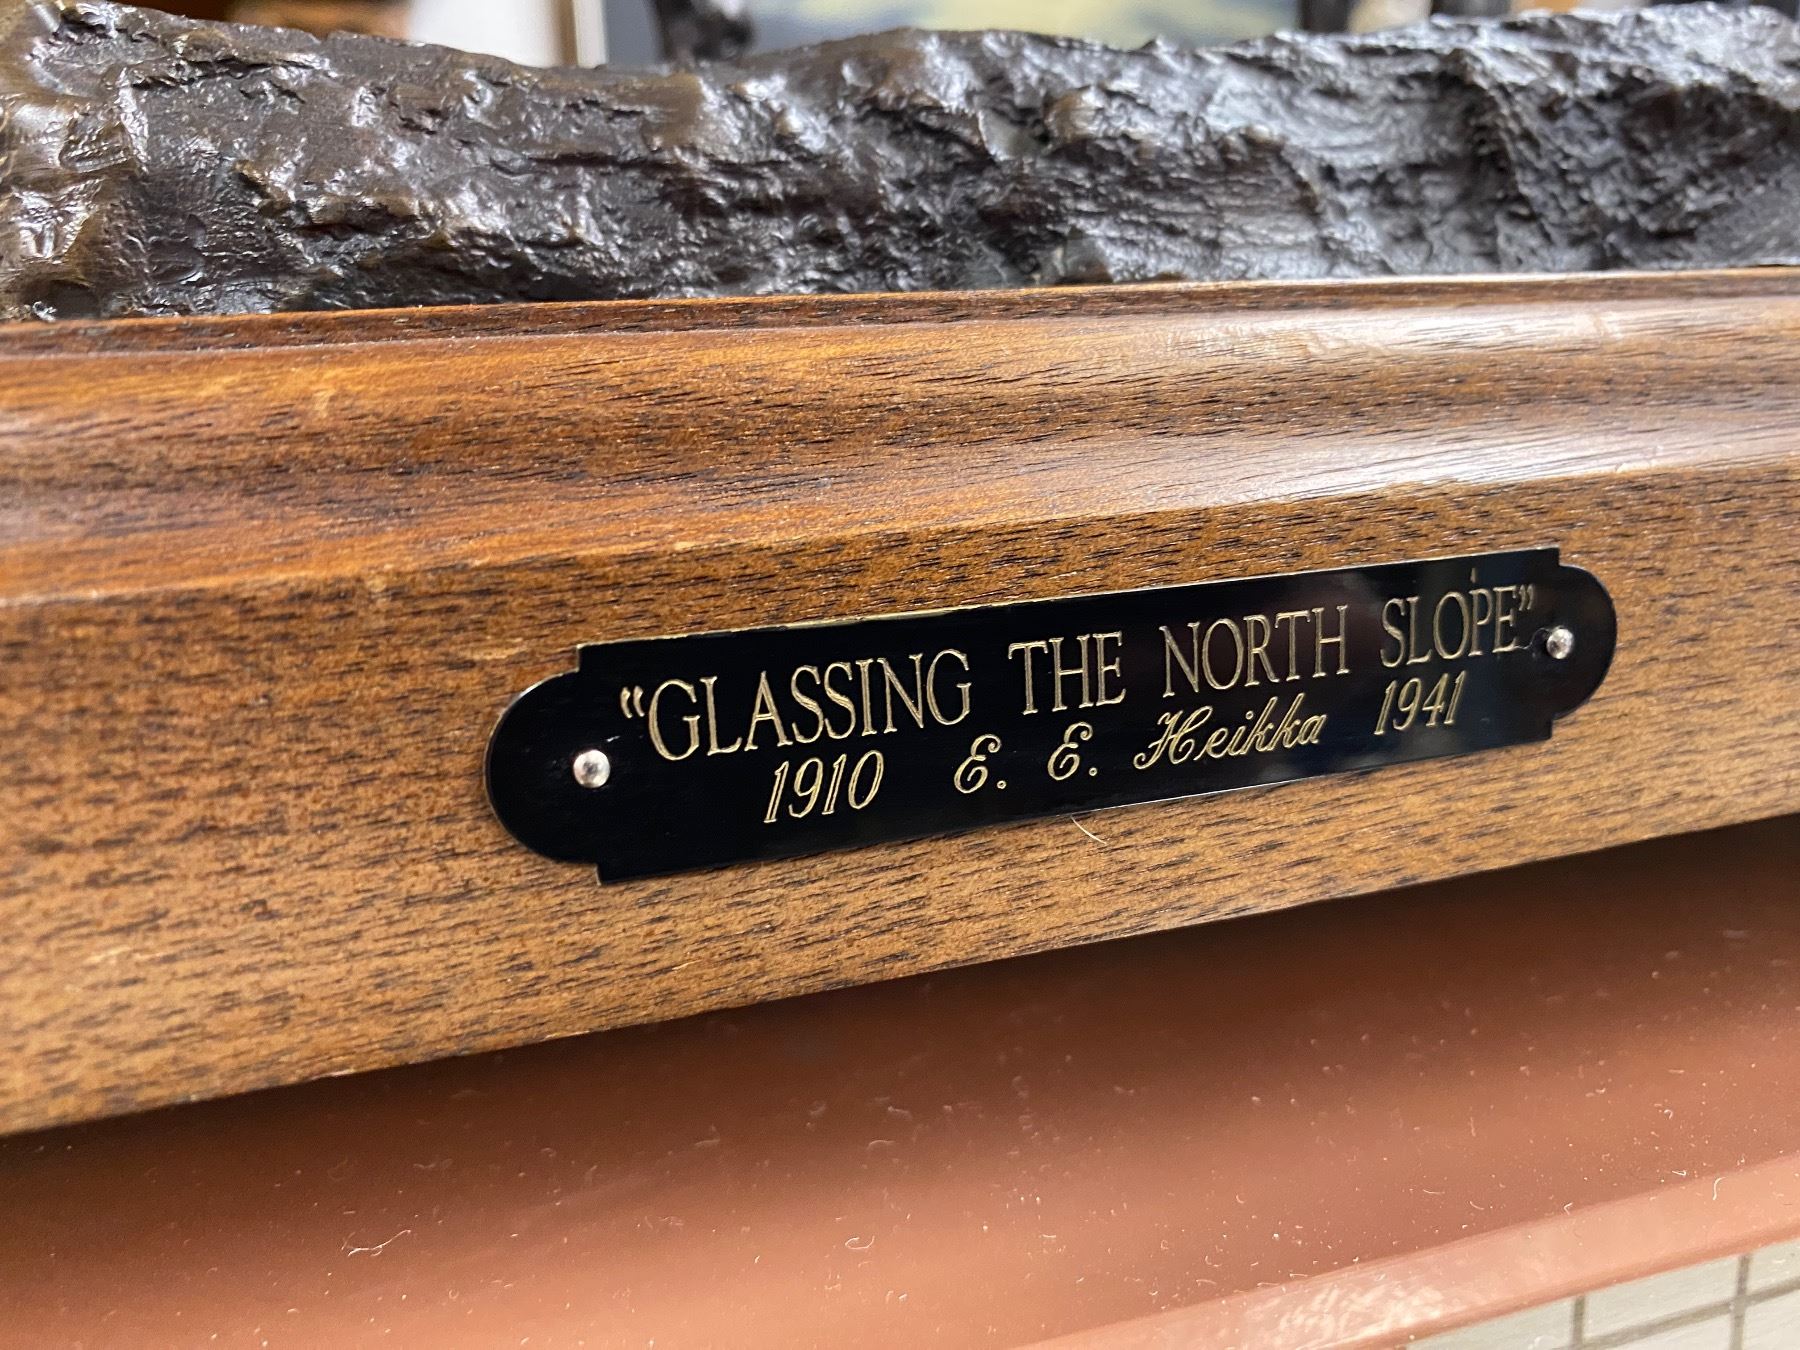 “GLASSING THE NORTH SLOPE”
1910 E. E. Heikka 1941